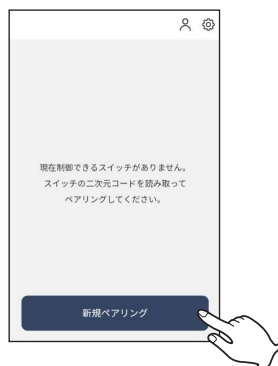 現在制御できるスイッチがありません。
スイッチの二次元コードを読み取って
ペアリングしてください。
新規ペアリング